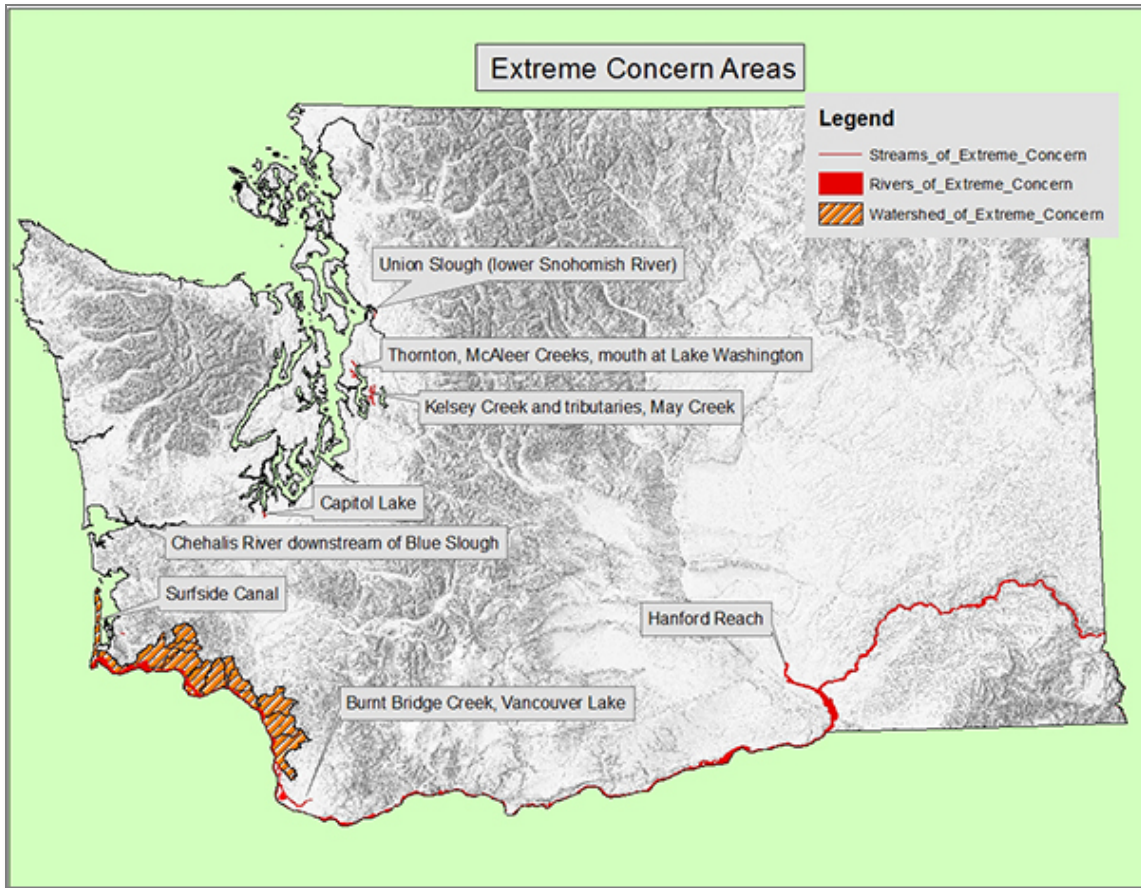 Extreme Concern Areas
Legend
Streams_of_Extreme_Concern
Rivers_of_Extreme_Concern
Watershed_of_Extreme_Concern
Union Slough (lower Snohomish River)
Thornton, McAleer Creeks, mouth at Lake Washington
Kelsey Creek and tributaries, May Creek
Capitol Lake
Chehalis River downstream of Blue Slough
Surfside Canal
Hanford Reach
Burnt Bridge Creek, Vancouver Lake